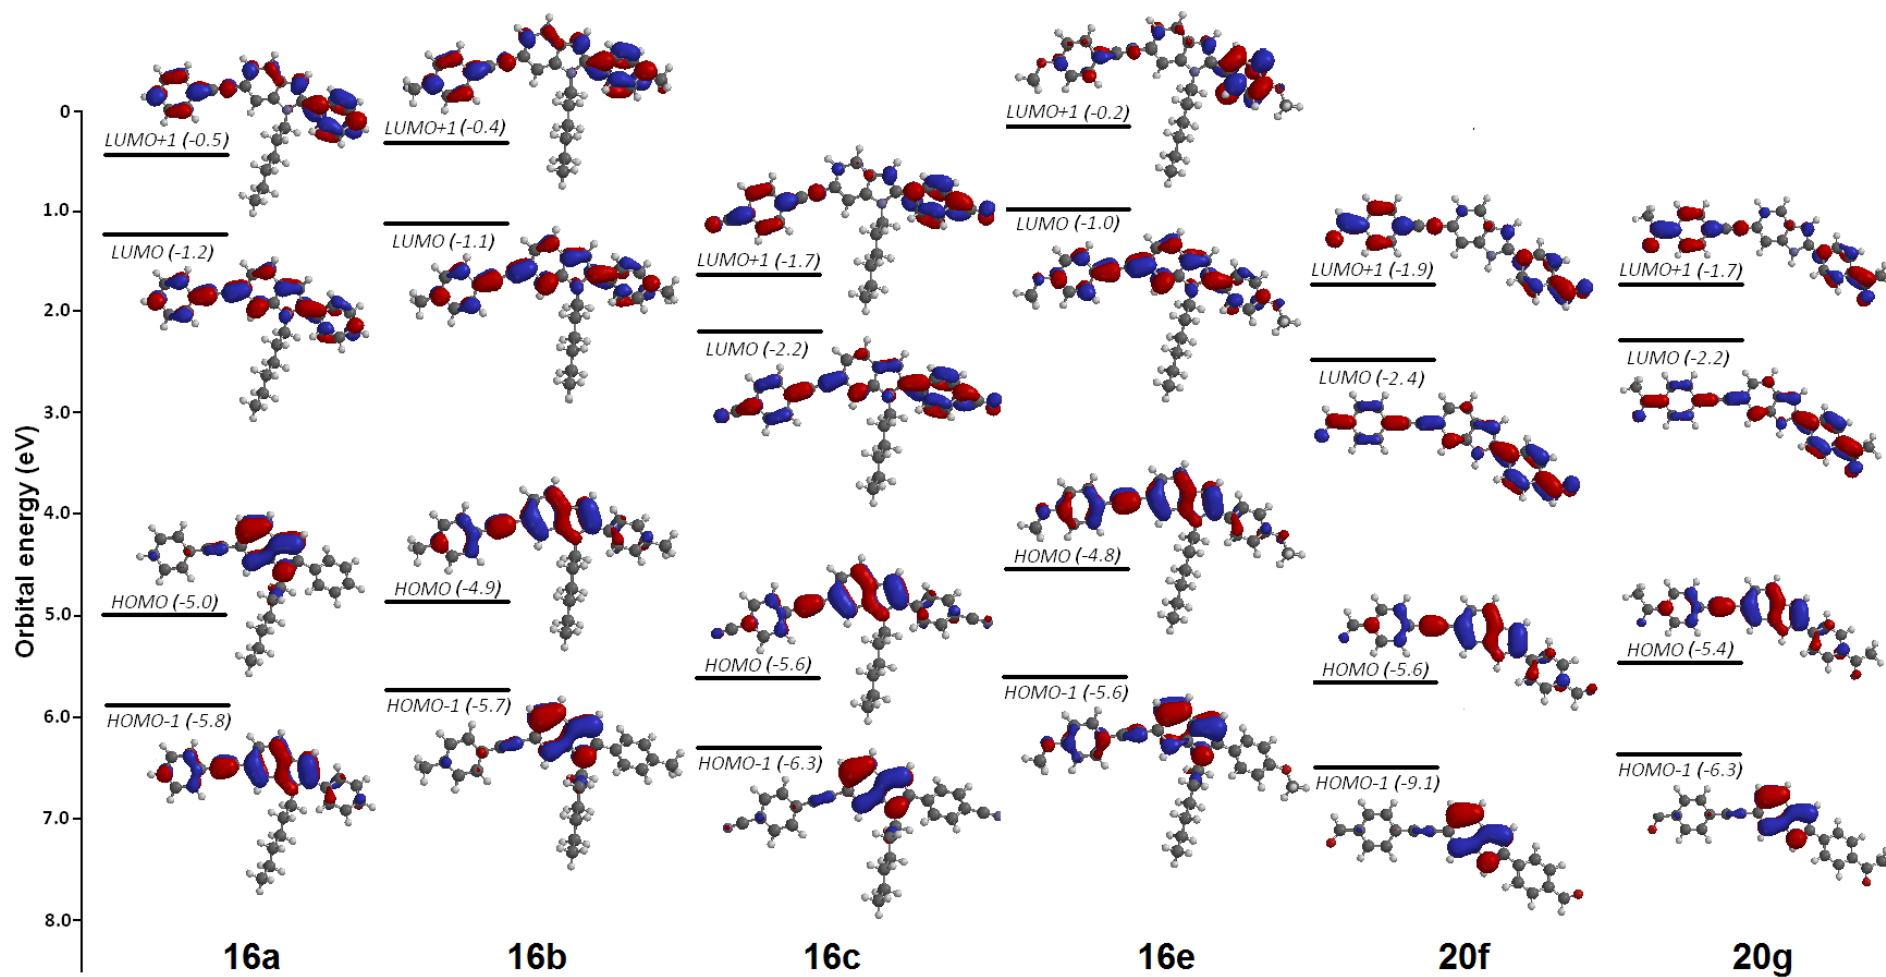 Orbital energy (eV)
0
1.0
2.0
3.0
4.0
5.0
6.0
7.0
8.0
LUMO+1 (-0.5)
LUMO (-1.2)
HOMO (-5.0)
HOMO-1 (-5.8)
16a
LUMO+1 (-0.4)
LUMO (-1.1)
HOMO (-4.9)
HOMO-1 (-5.7)
16b
LUMO+1 (-1.7)
LUMO (-2.2)
HOMO (-5.6)
HOMO-1 (-6.3)
16c
LUMO+1 (-0.2)
LUMO (-1.0)
HOMO (-4.8)
HOMO-1 (-5.6)
16e
LUMO+1 (-1.9)
LUMO (-2.4)
HOMO (-5.6)
HOMO-1 (-9.1)
20f
LUMO+1 (-1.7)
LUMO (-2.2)
HOMO (-5.4)
HOMO-1 (-6.3)
20g